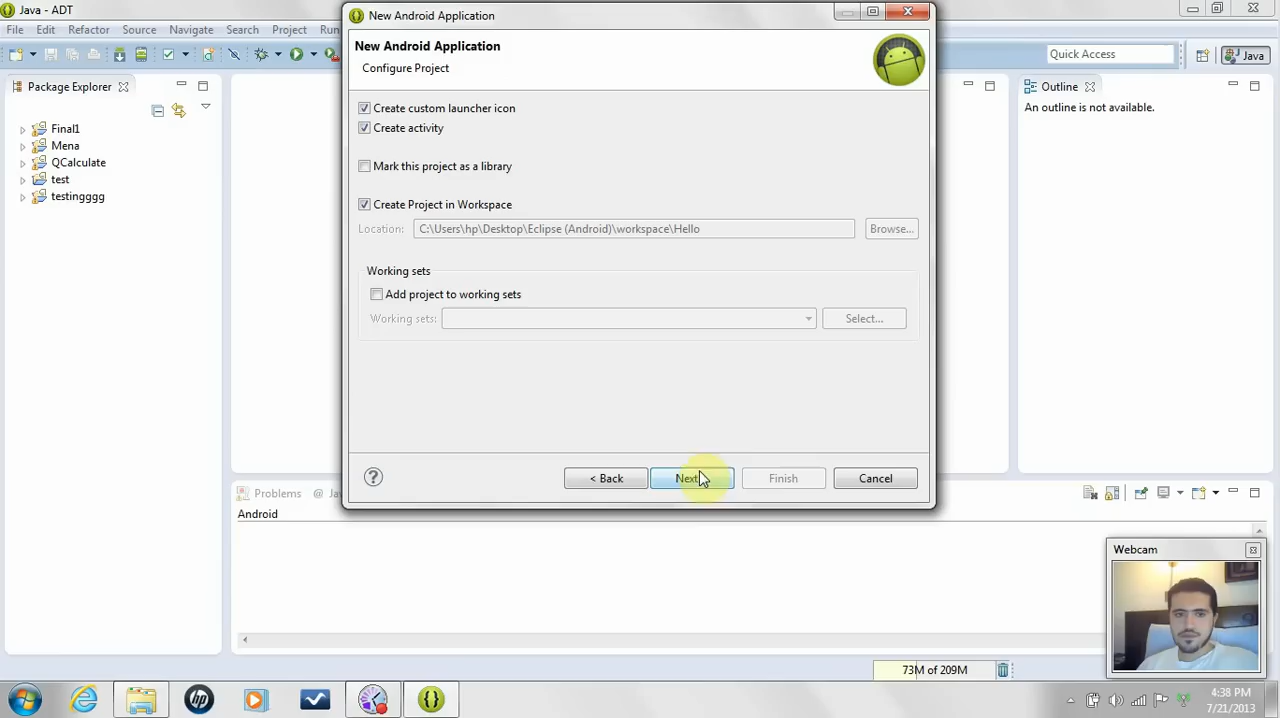 Java - ADT
New Android Application
File Edit Refactor Source Navigate Search Project Run
New Android Application
Configure Project
Quick Access
Java
Package Explorer
Outline
An outline is not available.
Final1
Mena
QCalculate
test
testingggg
Create custom launcher icon
Create activity
Mark this project as a library
Create Project in Workspace
Location: C:\Users\hp\Desktop\Eclipse (Android)\workspace\Hello Browse...
Working sets
Add project to working sets
Working sets: Select...
< Back Next Finish Cancel
Problems @ Ja
Android
Webcam
73M of 209M
4:38 PM
7/21/2013